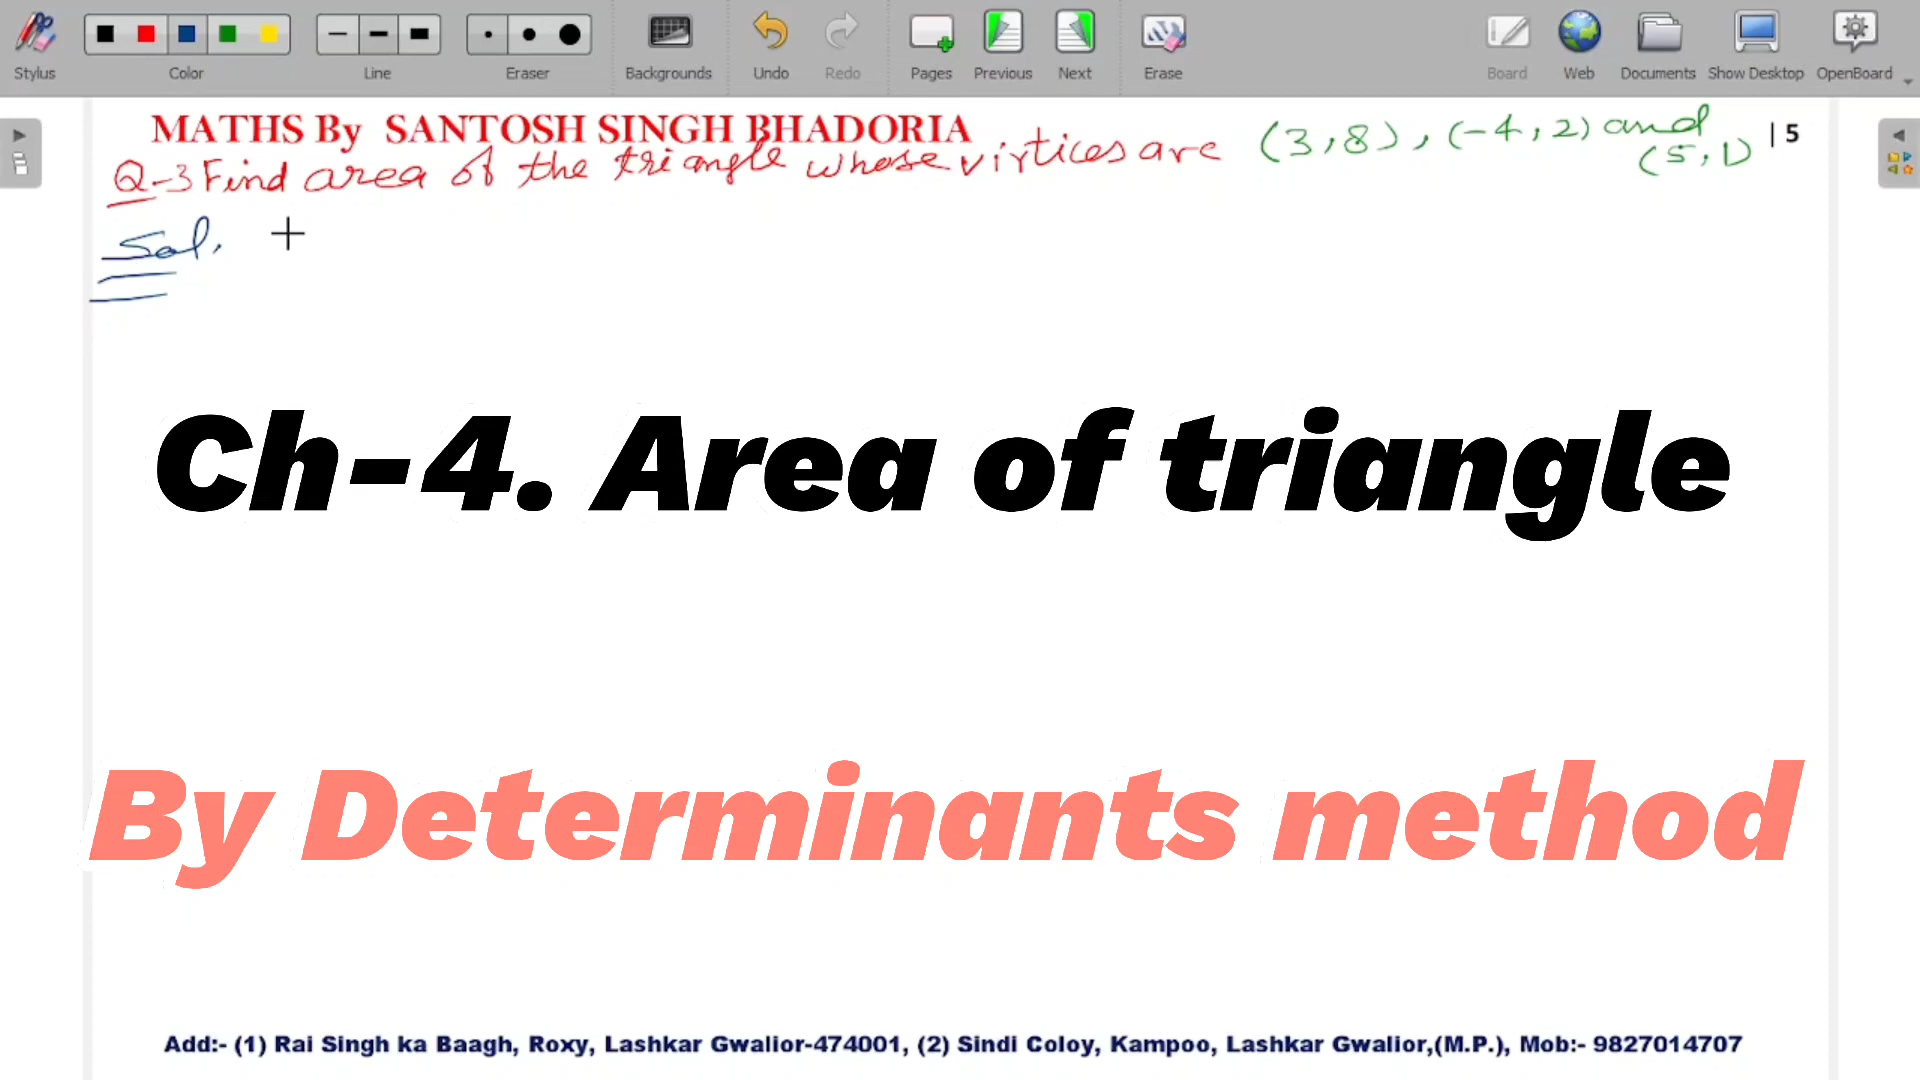 Stylus Color Line Eraser Backgrounds Undo Redo Pages Previous Next Erase Board Web Documents Show Desktop OpenBoard
MATHS By SANTOSH SINGH BHADORIA | 5
Q-3 Find area of the triangle whose virtices are (3,8), (-4,2) and
(5,1)
Sol.
Ch-4. Area of triangle
By Determinants method
Add:- (1) Rai Singh ka Baagh, Roxy, Lashkar Gwalior-474001, (2) Sindi Coloy, Kampoo, Lashkar Gwalior,(M.P.), Mob:- 9827014707